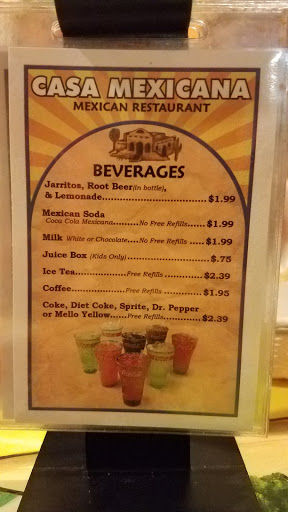 CASA MEXICANA
MEXICAN RESTAURANT
BEVERAGES
Jarritos, Root Beer(in bottle),
& Lemonade..........................$1.99
Mexican Soda
Coca Cola Mexicana.......No Free Refills.....$1.99
Milk White or Chocolate....No Free Refills ....$1.99
Juice Box (Kids Only)....................$.75
Ice Tea...............Free Refills ...........$2.39
Coffee................Free Refills ...........$1.95
Coke, Diet Coke, Sprite, Dr. Pepper
or Mello Yellow.....Free Refills..........$2.39